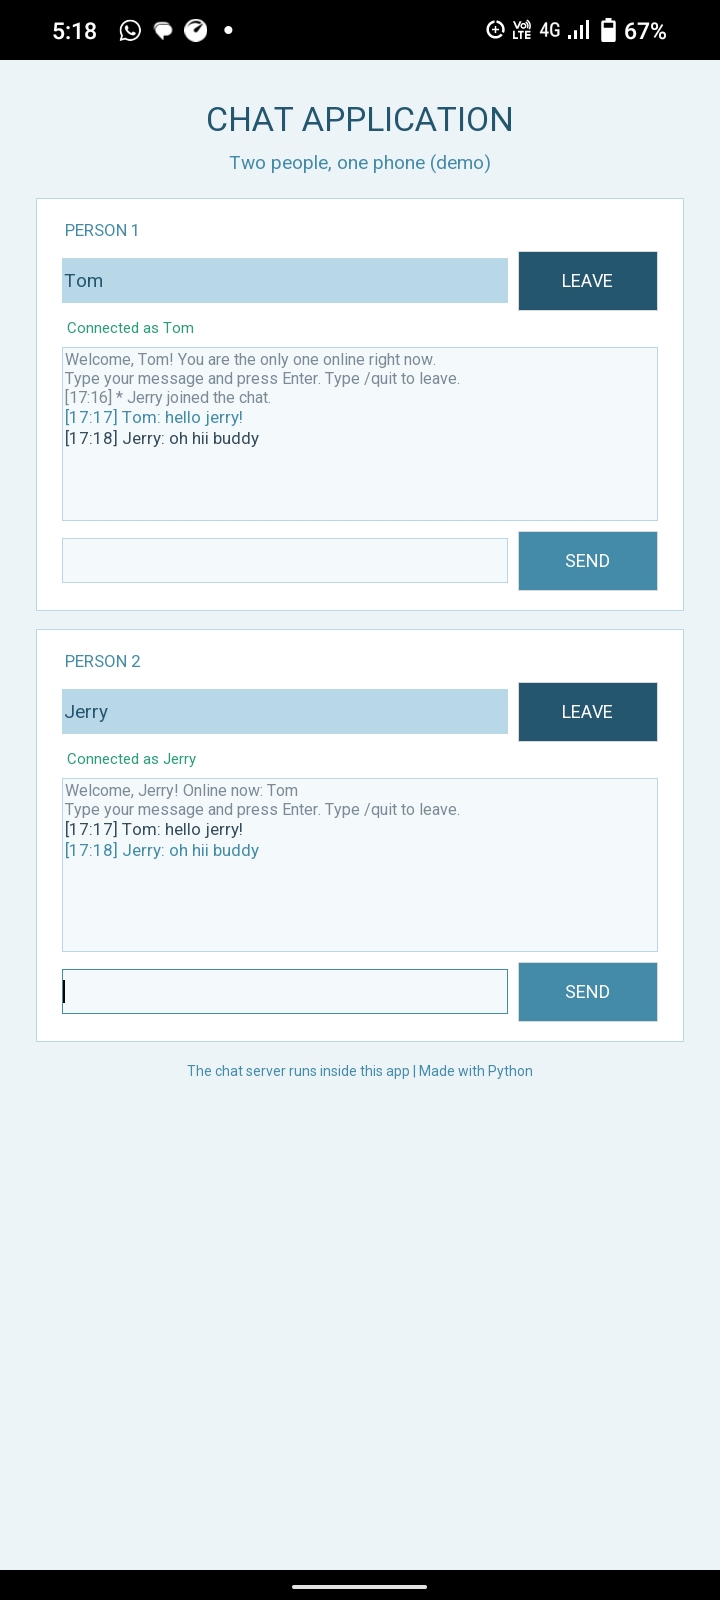 5:18 4G 67%
Vo)) LTE
CHAT APPLICATION
Two people, one phone (demo)
PERSON 1
Tom LEAVE
Connected as Tom
Welcome, Tom! You are the only one online right now.
Type your message and press Enter. Type /quit to leave.
[17:16] * Jerry joined the chat.
[17:17] Tom: hello jerry!
[17:18] Jerry: oh hii buddy
SEND
PERSON 2
Jerry LEAVE
Connected as Jerry
Welcome, Jerry! Online now: Tom
Type your message and press Enter. Type /quit to leave.
[17:17] Tom: hello jerry!
[17:18] Jerry: oh hii buddy
SEND
The chat server runs inside this app | Made with Python